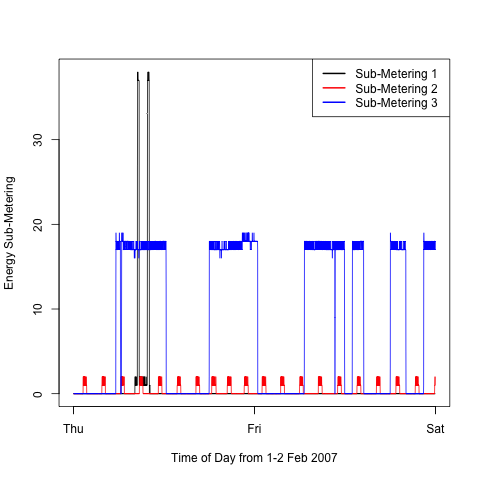 Sub-Metering 1
Sub-Metering 2
Sub-Metering 3
Energy Sub-Metering
30
20
10
0
Thu Fri Sat
Time of Day from 1-2 Feb 2007